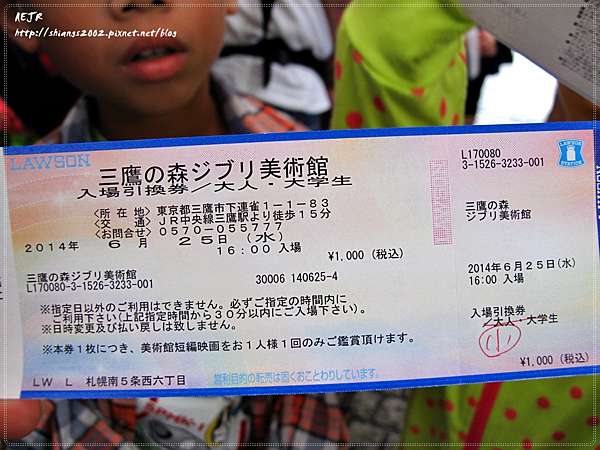 AEJR
http://shiangs2002.pixnet.net/blog
LAWSON
三鷹の森ジブリ美術館
入場引換券／大人・大学生
<所 在 地> 東京都三鷹市下連雀1-1-83
<交 通> JR中央線三鷹駅より徒歩15分
<お問合せ> 0570-055777
2014年 6月 25日 (水)
16:00 入場
¥1,000 (税込)
三鷹の森ジブリ美術館
L170080-3-1526-3233-001
30006 140625-4
※指定日以外のご利用はできません。必ずご指定の時間内に
ご利用下さい(上記指定時間から30分以内にご入場下さい)。
※日時変更及び払い戻しは致しません。
※本券1枚につき、美術館短編映画をお1人様1回のみご鑑賞頂けます。
LW L 札幌南5条西六丁目
営利目的の転売は固くおことわりしています。
L170080
3-1526-3233-001
LAWSON
STATION
三鷹の森
ジブリ美術館
2014年6月25日(水)
16:00 入場
入場引換券
／大人・大学生
小
¥1,000 (税込)
AEJR